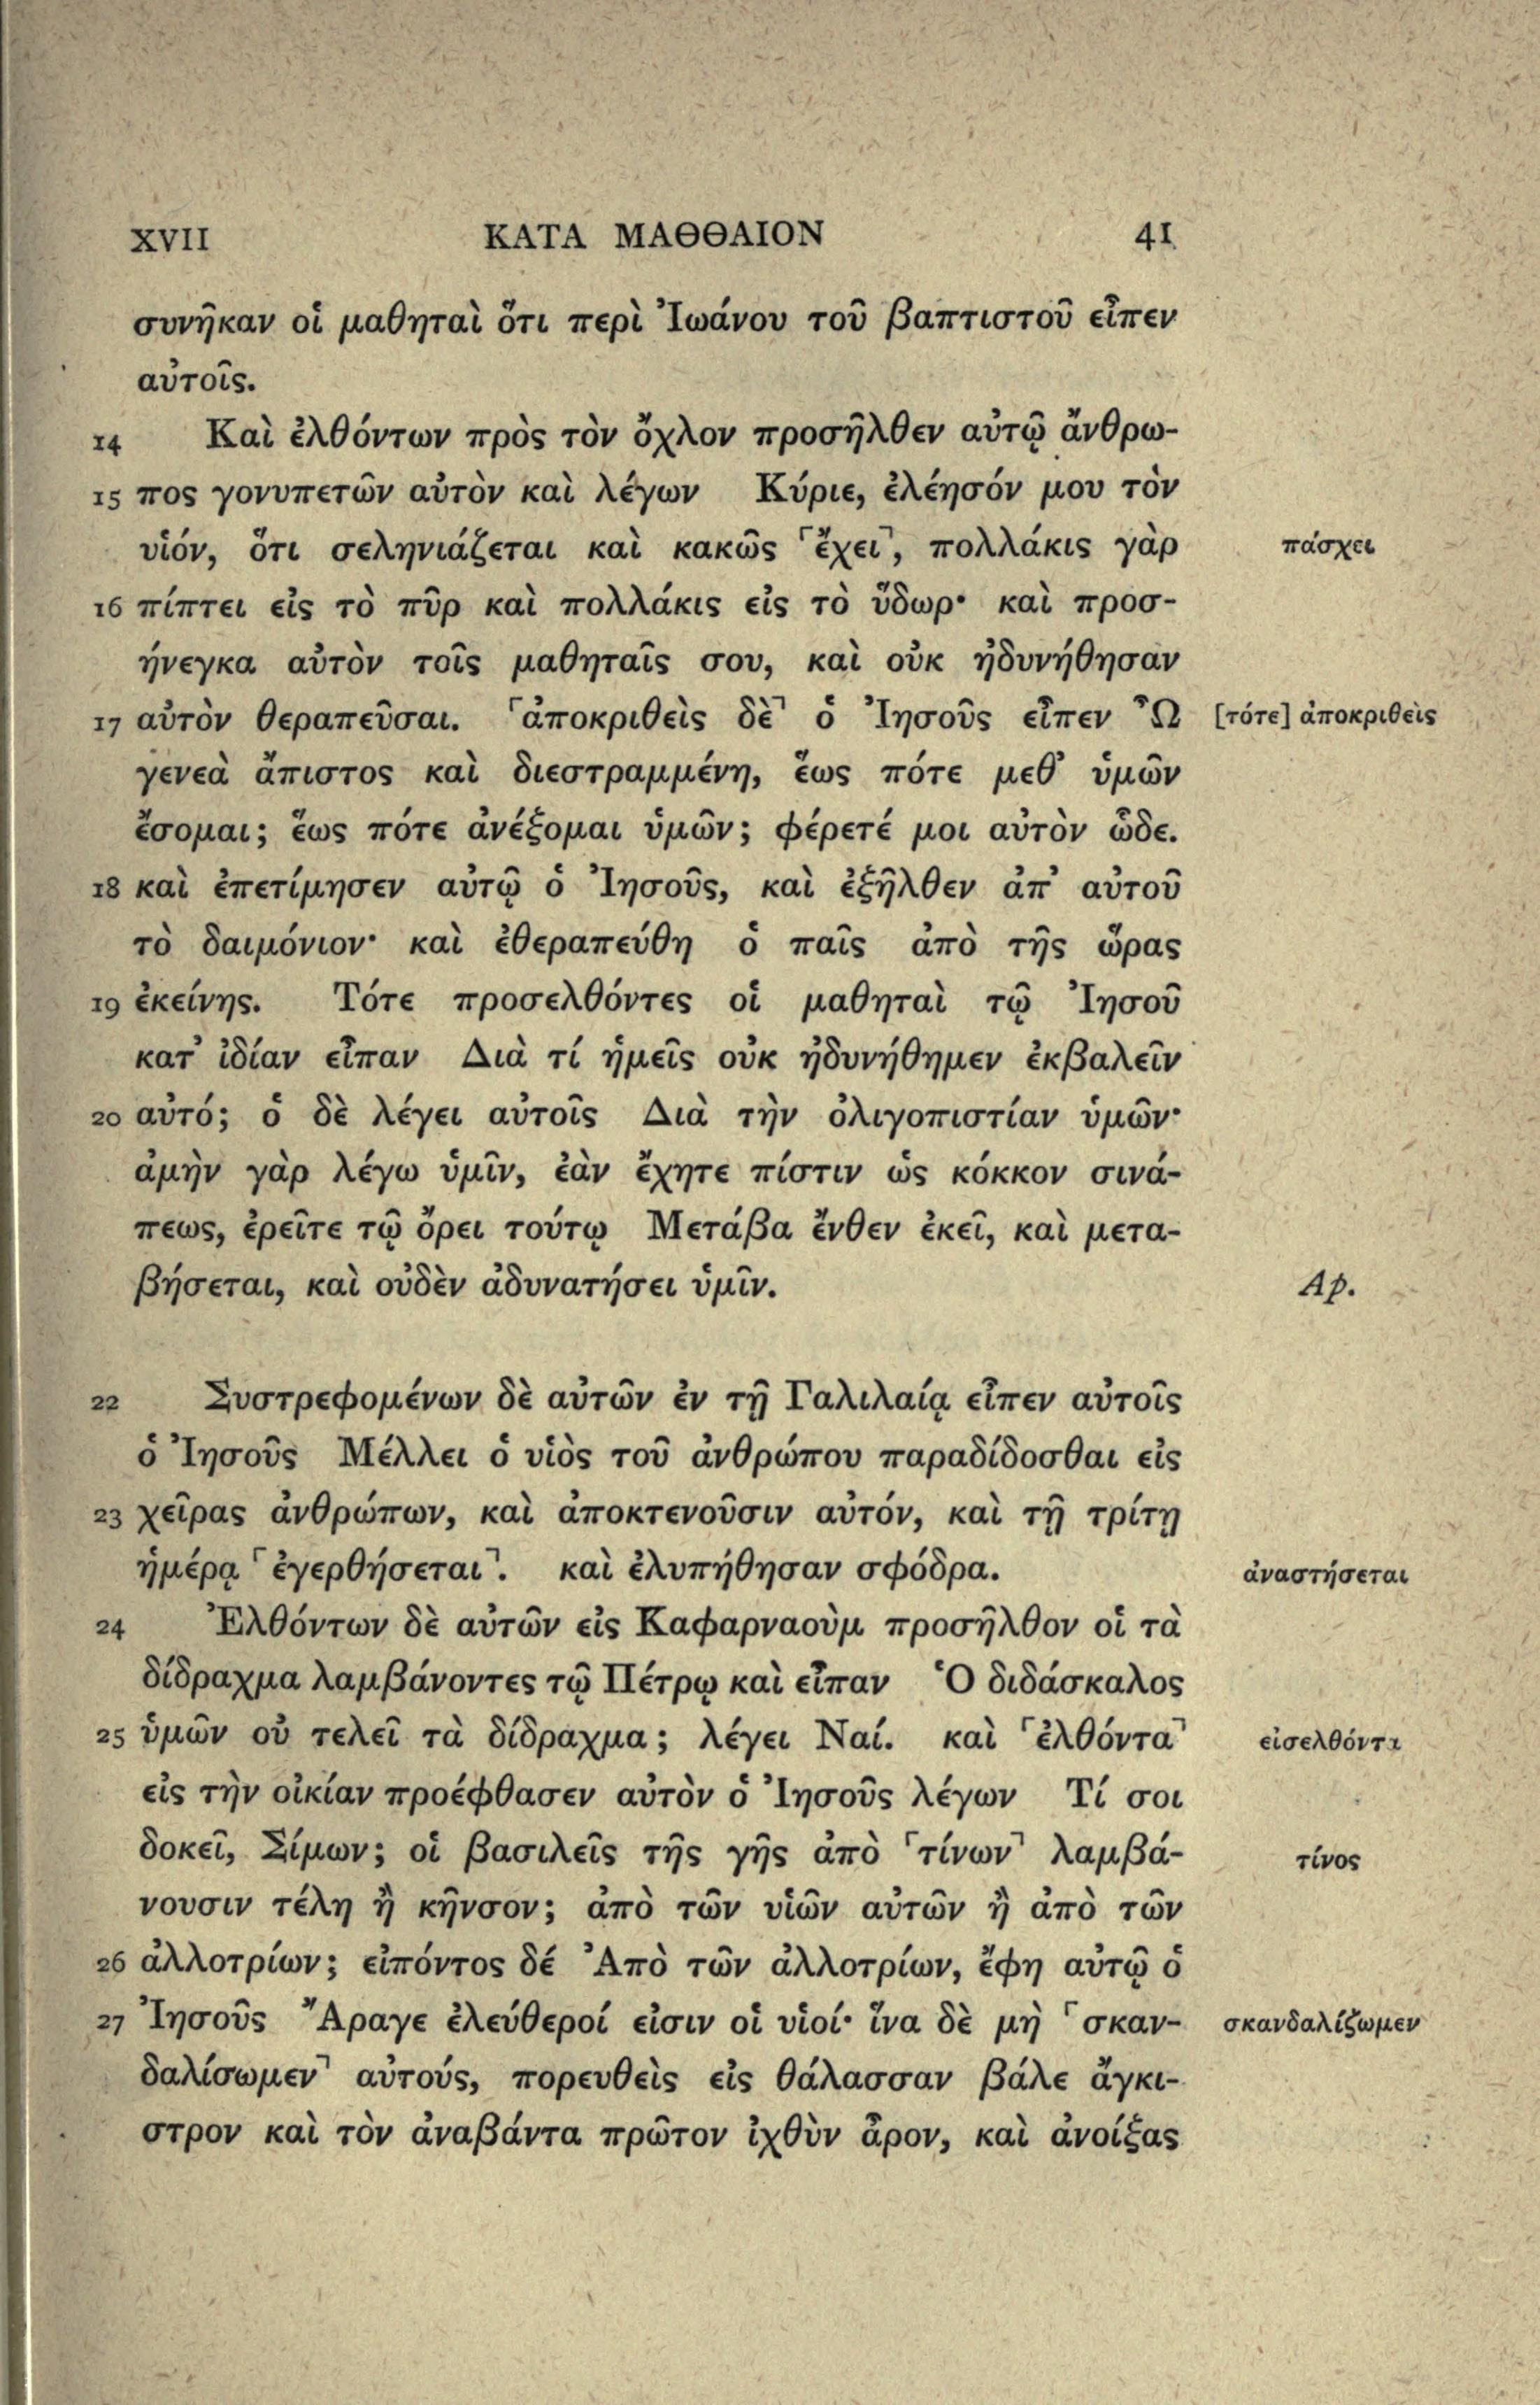 XVII ΚΑΤΑ ΜΑΘΘΑΙΟΝ 41
συνῆκαν οἱ μαθηταὶ ὅτι περὶ Ἰωάνου τοῦ βαπτιστοῦ εἶπεν
αὐτοῖς.
14 Καὶ ἐλθόντων πρὸς τὸν ὄχλον προσῆλθεν αὐτῷ ἄνθρω-
15 πος γονυπετῶν αὐτὸν καὶ λέγων Κύριε, ἐλέησόν μου τὸν
υἱόν, ὅτι σεληνιάζεται καὶ κακῶς ⸀ἔχει⸃, πολλάκις γὰρ πάσχει
16 πίπτει εἰς τὸ πῦρ καὶ πολλάκις εἰς τὸ ὕδωρ· καὶ προσ-
ήνεγκα αὐτὸν τοῖς μαθηταῖς σου, καὶ οὐκ ἠδυνήθησαν
17 αὐτὸν θεραπεῦσαι. ⸂ἀποκριθεὶς δὲ⸃ ὁ Ἰησοῦς εἶπεν Ὦ [τότε] ἀποκριθεὶς
γενεὰ ἄπιστος καὶ διεστραμμένη, ἕως πότε μεθ᾽ ὑμῶν
ἔσομαι; ἕως πότε ἀνέξομαι ὑμῶν; φέρετέ μοι αὐτὸν ὧδε.
18 καὶ ἐπετίμησεν αὐτῷ ὁ Ἰησοῦς, καὶ ἐξῆλθεν ἀπ᾽ αὐτοῦ
τὸ δαιμόνιον· καὶ ἐθεραπεύθη ὁ παῖς ἀπὸ τῆς ὥρας
19 ἐκείνης. Τότε προσελθόντες οἱ μαθηταὶ τῷ Ἰησοῦ
κατ᾽ ἰδίαν εἶπαν Διὰ τί ἡμεῖς οὐκ ἠδυνήθημεν ἐκβαλεῖν
20 αὐτό; ὁ δὲ λέγει αὐτοῖς Διὰ τὴν ὀλιγοπιστίαν ὑμῶν·
ἀμὴν γὰρ λέγω ὑμῖν, ἐὰν ἔχητε πίστιν ὡς κόκκον σινά-
πεως, ἐρεῖτε τῷ ὄρει τούτῳ Μετάβα ἔνθεν ἐκεῖ, καὶ μετα-
βήσεται, καὶ οὐδὲν ἀδυνατήσει ὑμῖν. Ap.
22 Συστρεφομένων δὲ αὐτῶν ἐν τῇ Γαλιλαίᾳ εἶπεν αὐτοῖς
ὁ Ἰησοῦς Μέλλει ὁ υἱὸς τοῦ ἀνθρώπου παραδίδοσθαι εἰς
23 χεῖρας ἀνθρώπων, καὶ ἀποκτενοῦσιν αὐτόν, καὶ τῇ τρίτῃ
ἡμέρᾳ ⸂ἐγερθήσεται⸃. καὶ ἐλυπήθησαν σφόδρα. ἀναστήσεται
24 Ἐλθόντων δὲ αὐτῶν εἰς Καφαρναοὺμ προσῆλθον οἱ τὰ
δίδραχμα λαμβάνοντες τῷ Πέτρῳ καὶ εἶπαν Ὁ διδάσκαλος
25 ὑμῶν οὐ τελεῖ τὰ δίδραχμα; λέγει Ναί. καὶ ⸂ἐλθόντα⸃ εἰσελθόντα
εἰς τὴν οἰκίαν προέφθασεν αὐτὸν ὁ Ἰησοῦς λέγων Τί σοι
δοκεῖ, Σίμων; οἱ βασιλεῖς τῆς γῆς ἀπὸ ⸂τίνων⸃ λαμβά- τίνος
νουσιν τέλη ἢ κῆνσον; ἀπὸ τῶν υἱῶν αὐτῶν ἢ ἀπὸ τῶν
26 ἀλλοτρίων; εἰπόντος δέ Ἀπὸ τῶν ἀλλοτρίων, ἔφη αὐτῷ ὁ
27 Ἰησοῦς Ἄραγε ἐλεύθεροί εἰσιν οἱ υἱοί· ἵνα δὲ μὴ ⸂σκαν- σκανδαλίζωμεν
δαλίσωμεν⸃ αὐτούς, πορευθεὶς εἰς θάλασσαν βάλε ἄγκι-
στρον καὶ τὸν ἀναβάντα πρῶτον ἰχθὺν ἆρον, καὶ ἀνοίξας